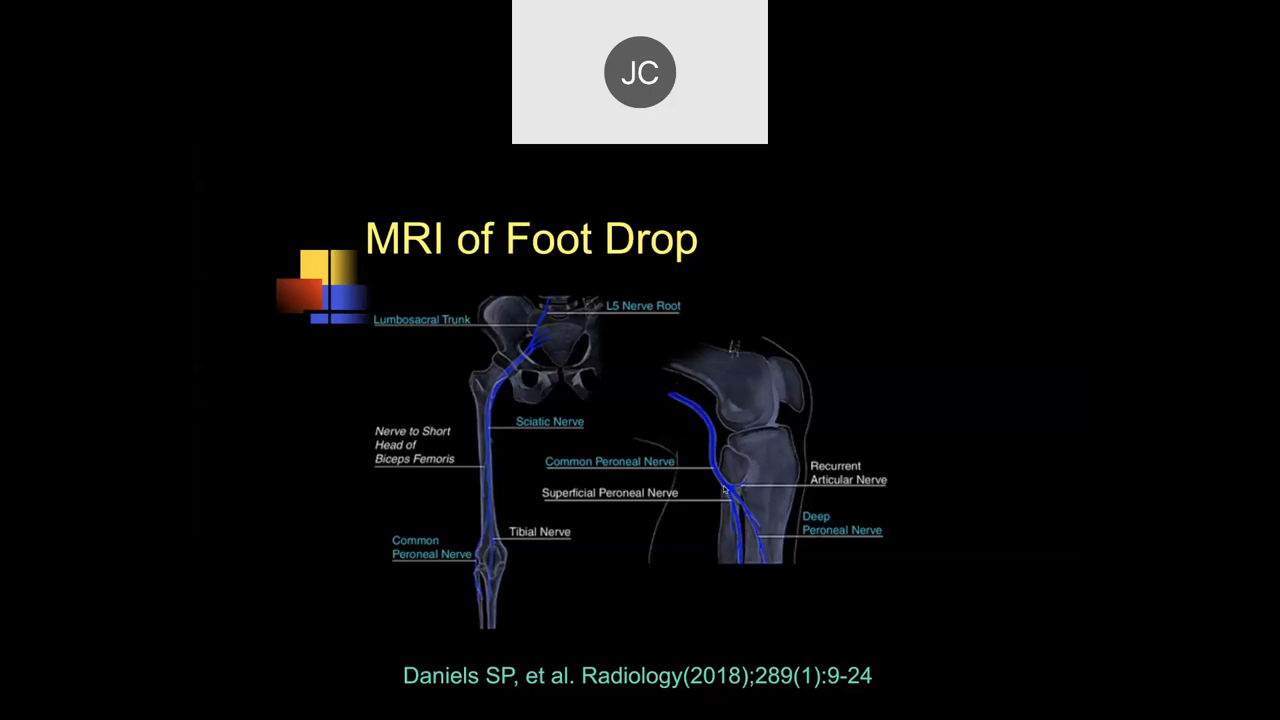 JC
MRI of Foot Drop
L5 Nerve Root
Lumbosacral Trunk
Sciatic Nerve
Nerve to Short
Head of
Biceps Femoris
Common Peroneal Nerve
Superficial Peroneal Nerve
Recurrent
Articular Nerve
Deep
Peroneal Nerve
Tibial Nerve
Common
Peroneal Nerve
Daniels SP, et al. Radiology(2018);289(1):9-24